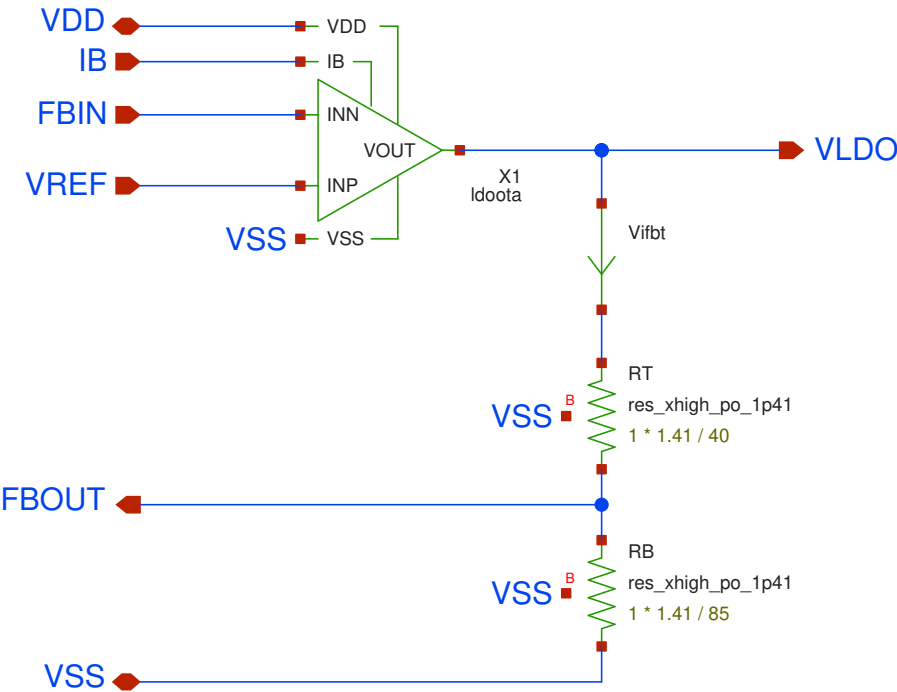 VDD
VDD
IB
IB
FBIN
INN
VOUT
VLDO
VREF
INP
X1
ldoota
VSS
VSS
Vifbt
RT
B
VSS
res_xhigh_po_1p41
1 * 1.41 / 40
FBOUT
RB
B
VSS
res_xhigh_po_1p41
1 * 1.41 / 85
VSS